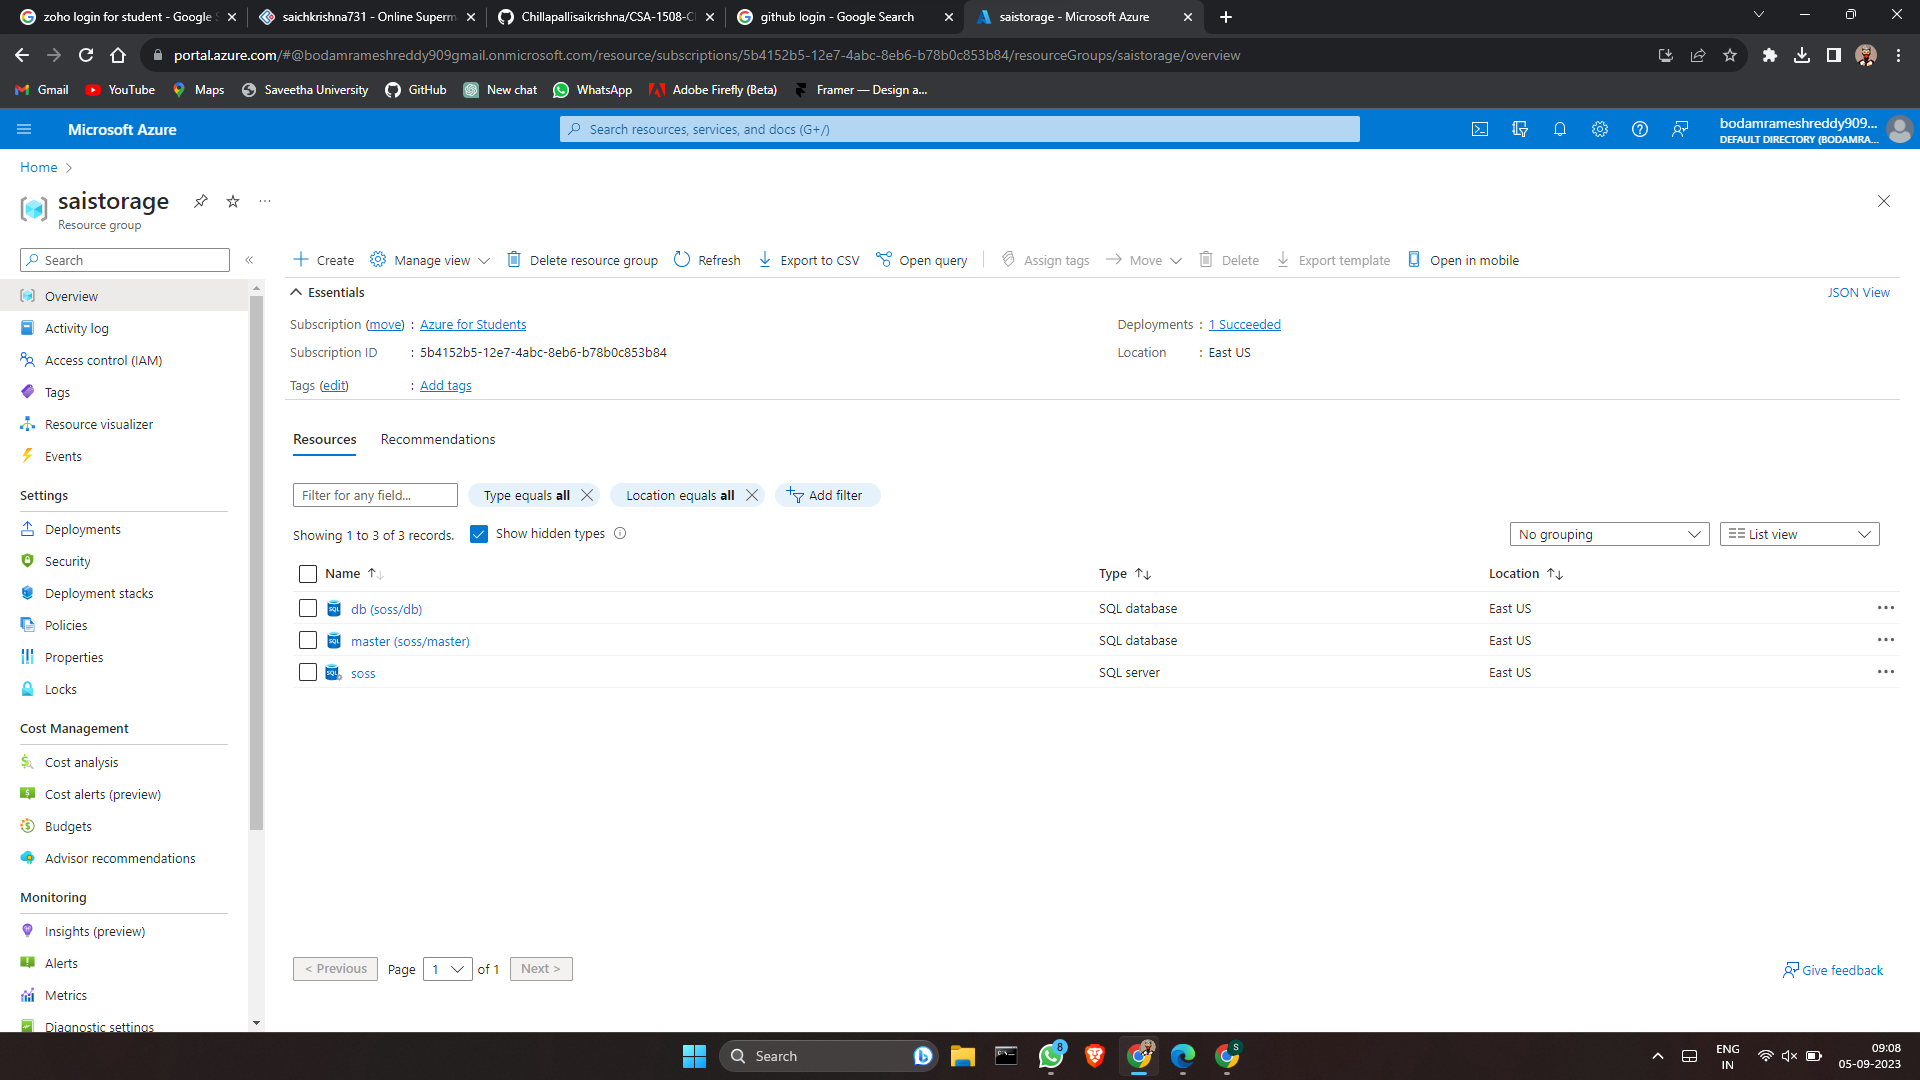 zoho login for student - Google S
saichkrishna731 - Online Superm
Chillapallisaikrishna/CSA-1508-C
github login - Google Search
saistorage - Microsoft Azure
portal.azure.com/#@bodamrameshreddy909gmail.onmicrosoft.com/resource/subscriptions/5b4152b5-12e7-4abc-8eb6-b78b0c853b84/resourceGroups/saistorage/overview
Gmail YouTube Maps Saveetha University GitHub New chat WhatsApp Adobe Firefly (Beta) Framer — Design a...
Microsoft Azure
Search resources, services, and docs (G+/)
bodamrameshreddy909...
DEFAULT DIRECTORY (BODAMRA...
Home
saistorage
Resource group
Search
Overview
Activity log
Access control (IAM)
Tags
Resource visualizer
Events
Settings
Deployments
Security
Deployment stacks
Policies
Properties
Locks
Cost Management
Cost analysis
Cost alerts (preview)
Budgets
Advisor recommendations
Monitoring
Insights (preview)
Alerts
Metrics
Diagnostic settings
Create Manage view Delete resource group Refresh Export to CSV Open query Assign tags Move Delete Export template Open in mobile
Essentials
JSON View
Subscription (move) : Azure for Students
Subscription ID : 5b4152b5-12e7-4abc-8eb6-b78b0c853b84
Tags (edit) : Add tags
Deployments : 1 Succeeded
Location : East US
Resources Recommendations
Filter for any field... Type equals all Location equals all Add filter
Showing 1 to 3 of 3 records. Show hidden types
No grouping List view
Name Type Location
db (soss/db) SQL database East US
master (soss/master) SQL database East US
soss SQL server East US
< Previous Page 1 of 1 Next >
Give feedback
Search
8
S
ENG
IN
09:08
05-09-2023